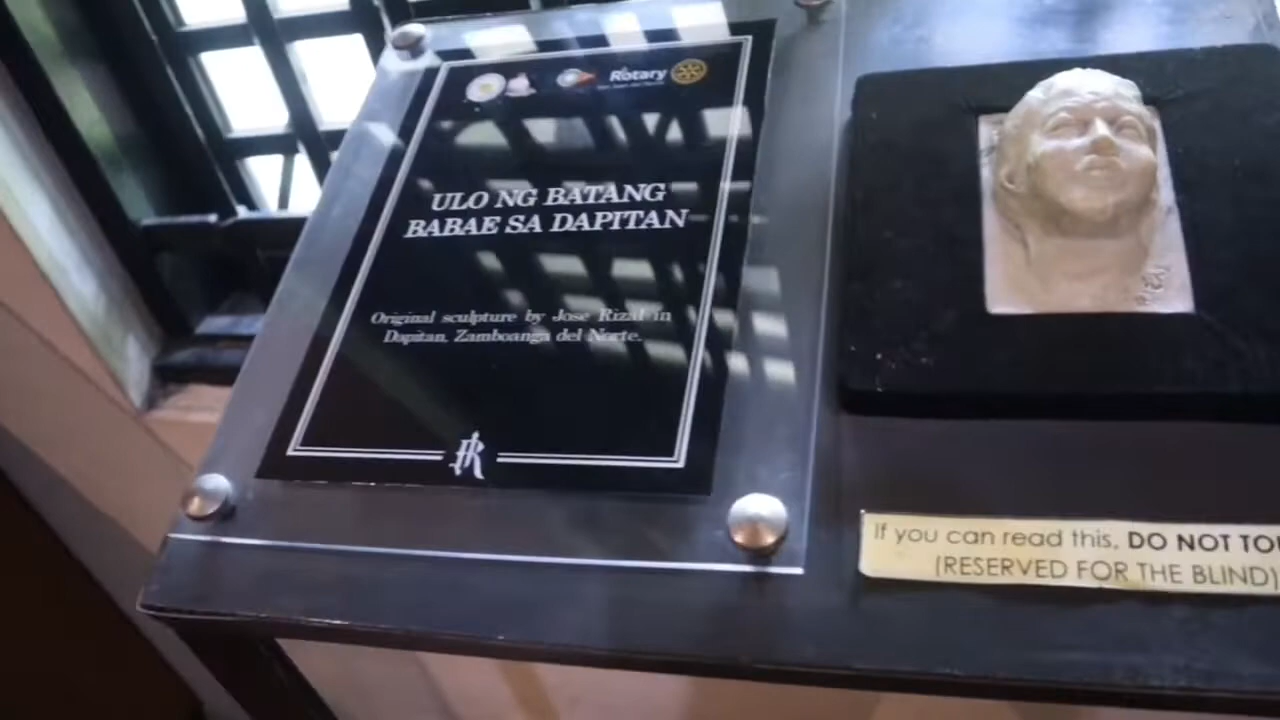 Rotary
ULO NG BATANG
BABAE SA DAPITAN
Original sculpture by Jose Rizal in
Dapitan, Zamboanga del Norte.
If you can read this, DO NOT TOU
(RESERVED FOR THE BLIND)